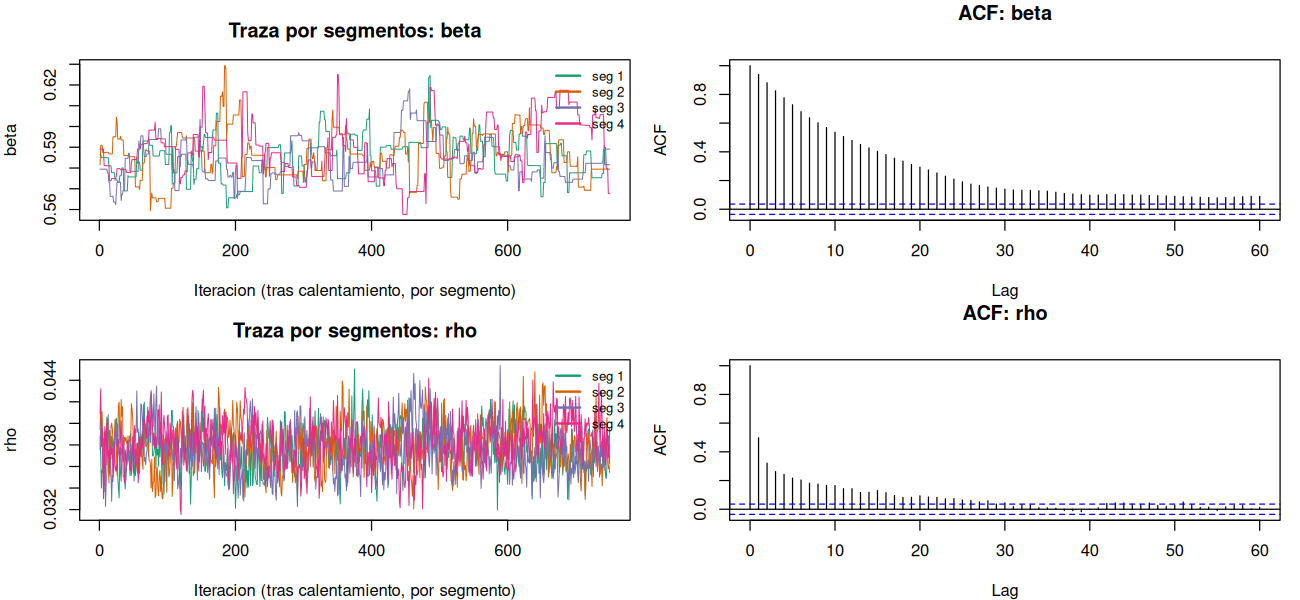 Traza por segmentos: beta
beta
0.56 0.59 0.62
seg 1
seg 2
seg 3
seg 4
0 200 400 600
Iteracion (tras calentamiento, por segmento)
ACF: beta
ACF
0.0 0.4 0.8
0 10 20 30 40 50 60
Lag
Traza por segmentos: rho
rho
0.032 0.038 0.044
seg 1
seg 2
seg 3
seg 4
0 200 400 600
Iteracion (tras calentamiento, por segmento)
ACF: rho
ACF
0.0 0.4 0.8
0 10 20 30 40 50 60
Lag